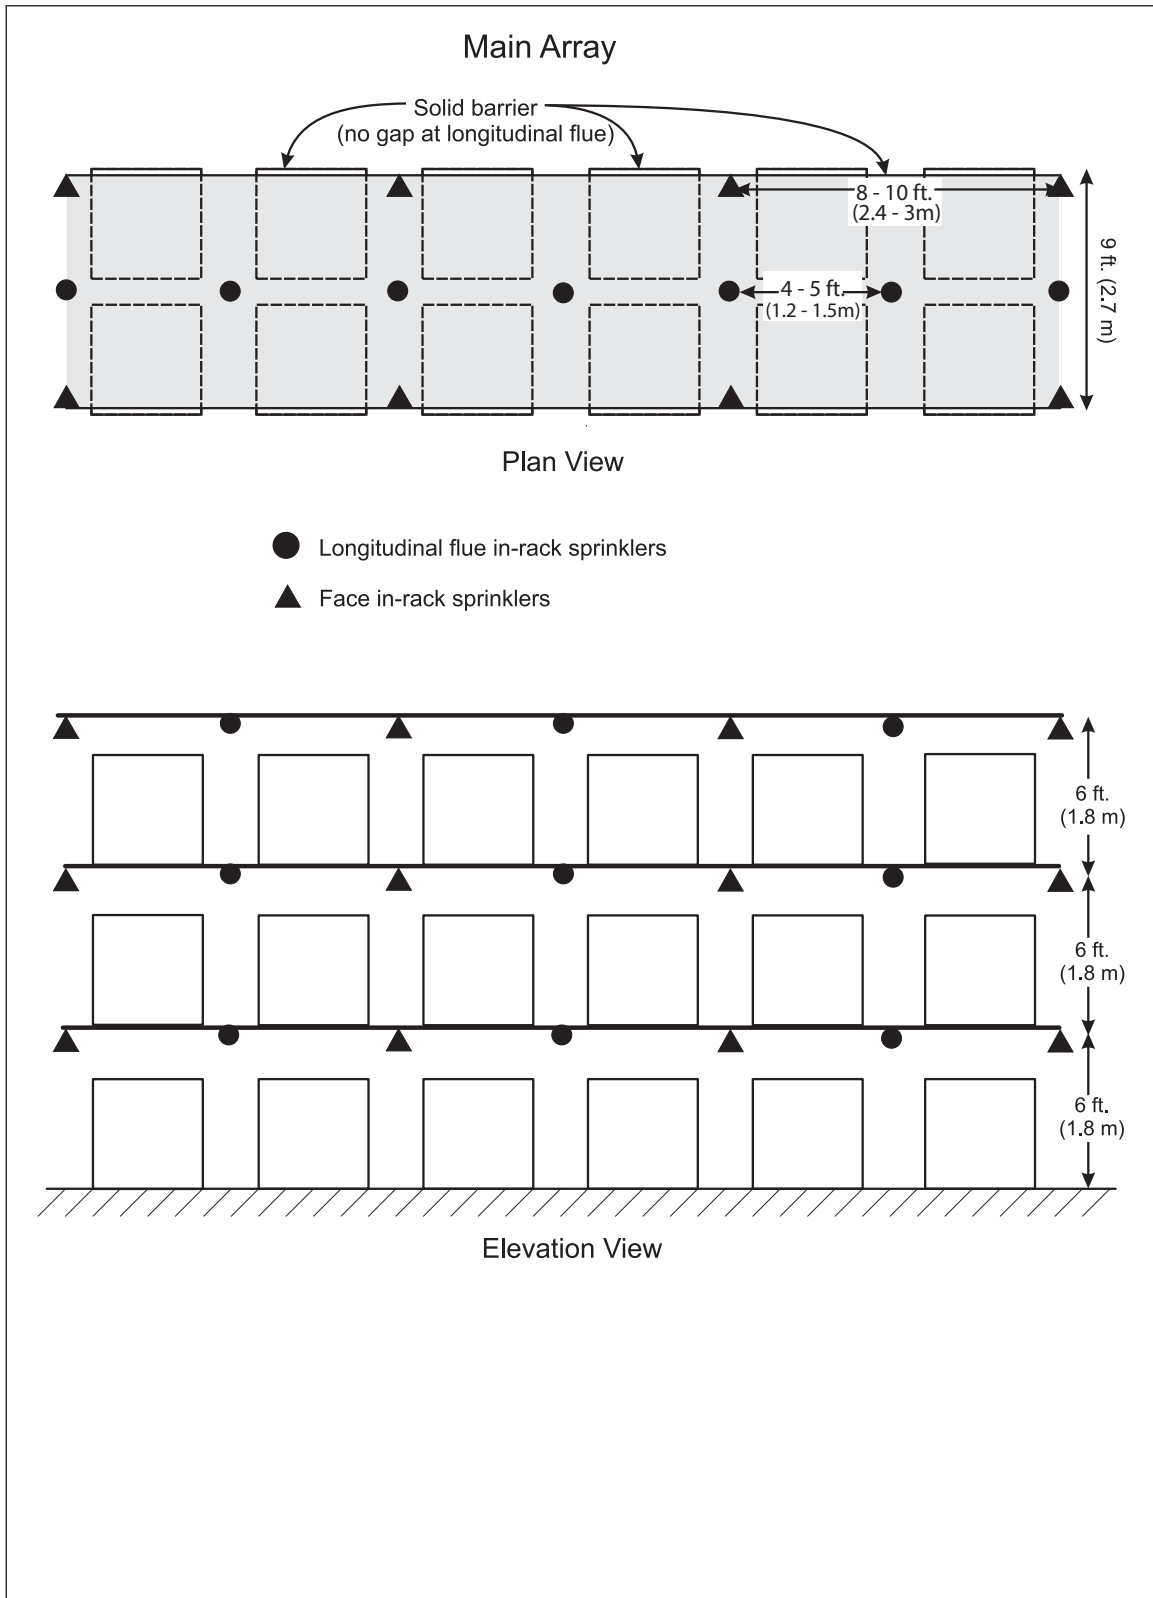 Main Array
Solid barrier
(no gap at longitudinal flue)
8 - 10 ft.
(2.4 - 3m)
4 - 5 ft.
(1.2 - 1.5m)
9 ft. (2.7 m)
Plan View
Longitudinal flue in-rack sprinklers
Face in-rack sprinklers
6 ft.
(1.8 m)
6 ft.
(1.8 m)
6 ft.
(1.8 m)
Elevation View